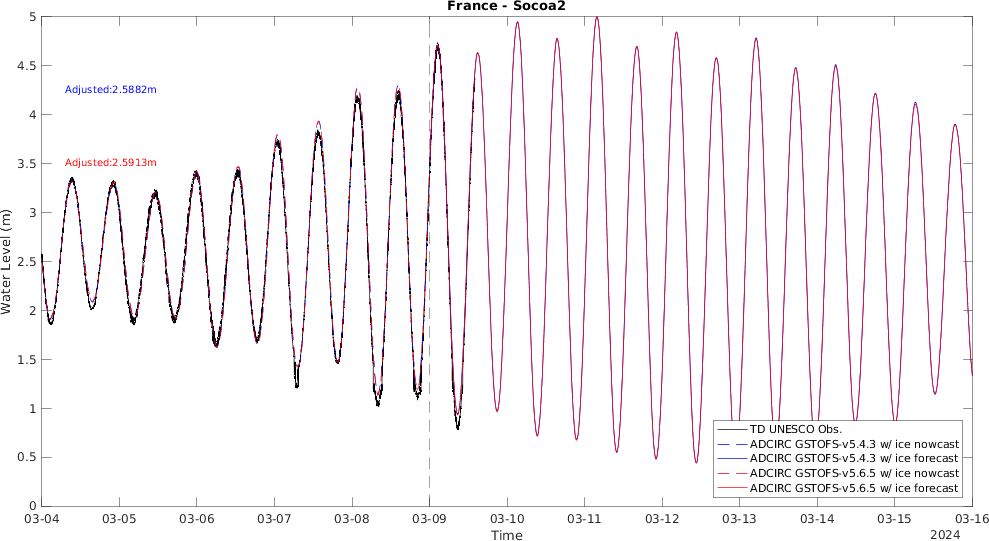 France - Socoa2
5
4.5
4
3.5
3
2.5
2
1.5
1
0.5
0
Water Level (m)
Adjusted:2.5882m
Adjusted:2.5913m
TD UNESCO Obs.
ADCIRC GSTOFS-v5.4.3 w/ ice nowcast
ADCIRC GSTOFS-v5.4.3 w/ ice forecast
ADCIRC GSTOFS-v5.6.5 w/ ice nowcast
ADCIRC GSTOFS-v5.6.5 w/ ice forecast
03-04 03-05 03-06 03-07 03-08 03-09 03-10 03-11 03-12 03-13 03-14 03-15 03-16
Time
2024